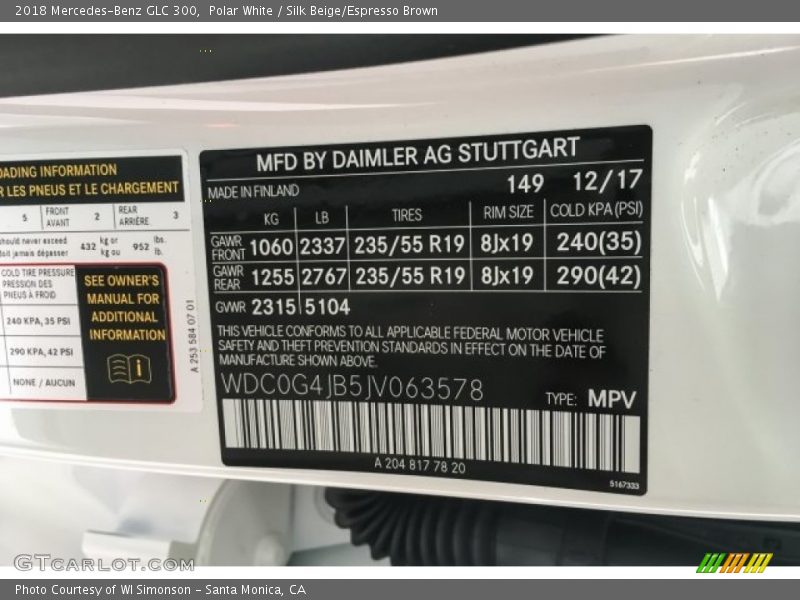 2018 Mercedes-Benz GLC 300,  Polar White / Silk Beige/Espresso Brown
OADING INFORMATION
R LES PNEUS ET LE CHARGEMENT
5 FRONT AVANT 2 REAR ARRIÈRE 3
should never exceed 432 kg or 952 lbs.
doit jamais dépasser kg ou lb.
COLD TIRE PRESSURE
PRESSION DES
PNEUS À FROID
240 KPA, 35 PSI
290 KPA, 42 PSI
NONE / AUCUN
SEE OWNER'S
MANUAL FOR
ADDITIONAL
INFORMATION
A 253 584 07 01
MFD BY DAIMLER AG STUTTGART
MADE IN FINLAND 149 12/17
KG LB TIRES RIM SIZE COLD KPA(PSI)
GAWR FRONT 1060 2337 235/55 R19 8Jx19 240(35)
GAWR REAR 1255 2767 235/55 R19 8Jx19 290(42)
GVWR 2315 5104
THIS VEHICLE CONFORMS TO ALL APPLICABLE FEDERAL MOTOR VEHICLE
SAFETY AND THEFT PREVENTION STANDARDS IN EFFECT ON THE DATE OF
MANUFACTURE SHOWN ABOVE.
WDC0G4JB5JV063578
TYPE: MPV
A 204 817 78 20
5167333
GTCARLOT.COM
Photo Courtesy of WI Simonson - Santa Monica, CA